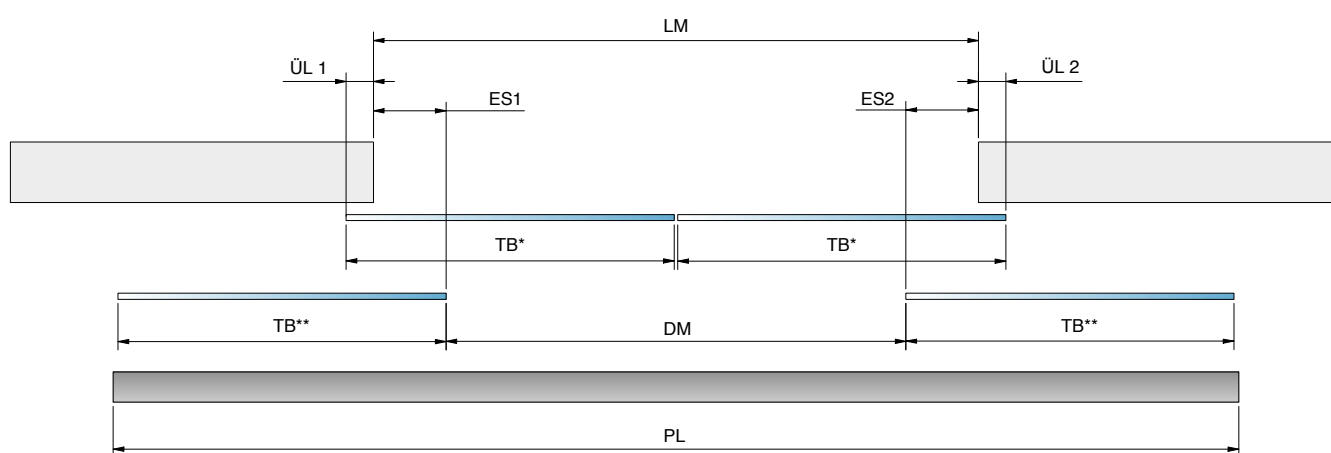 LM
ÜL 1
ÜL 2
ES1
ES2
TB*
TB*
TB**
DM
TB**
PL